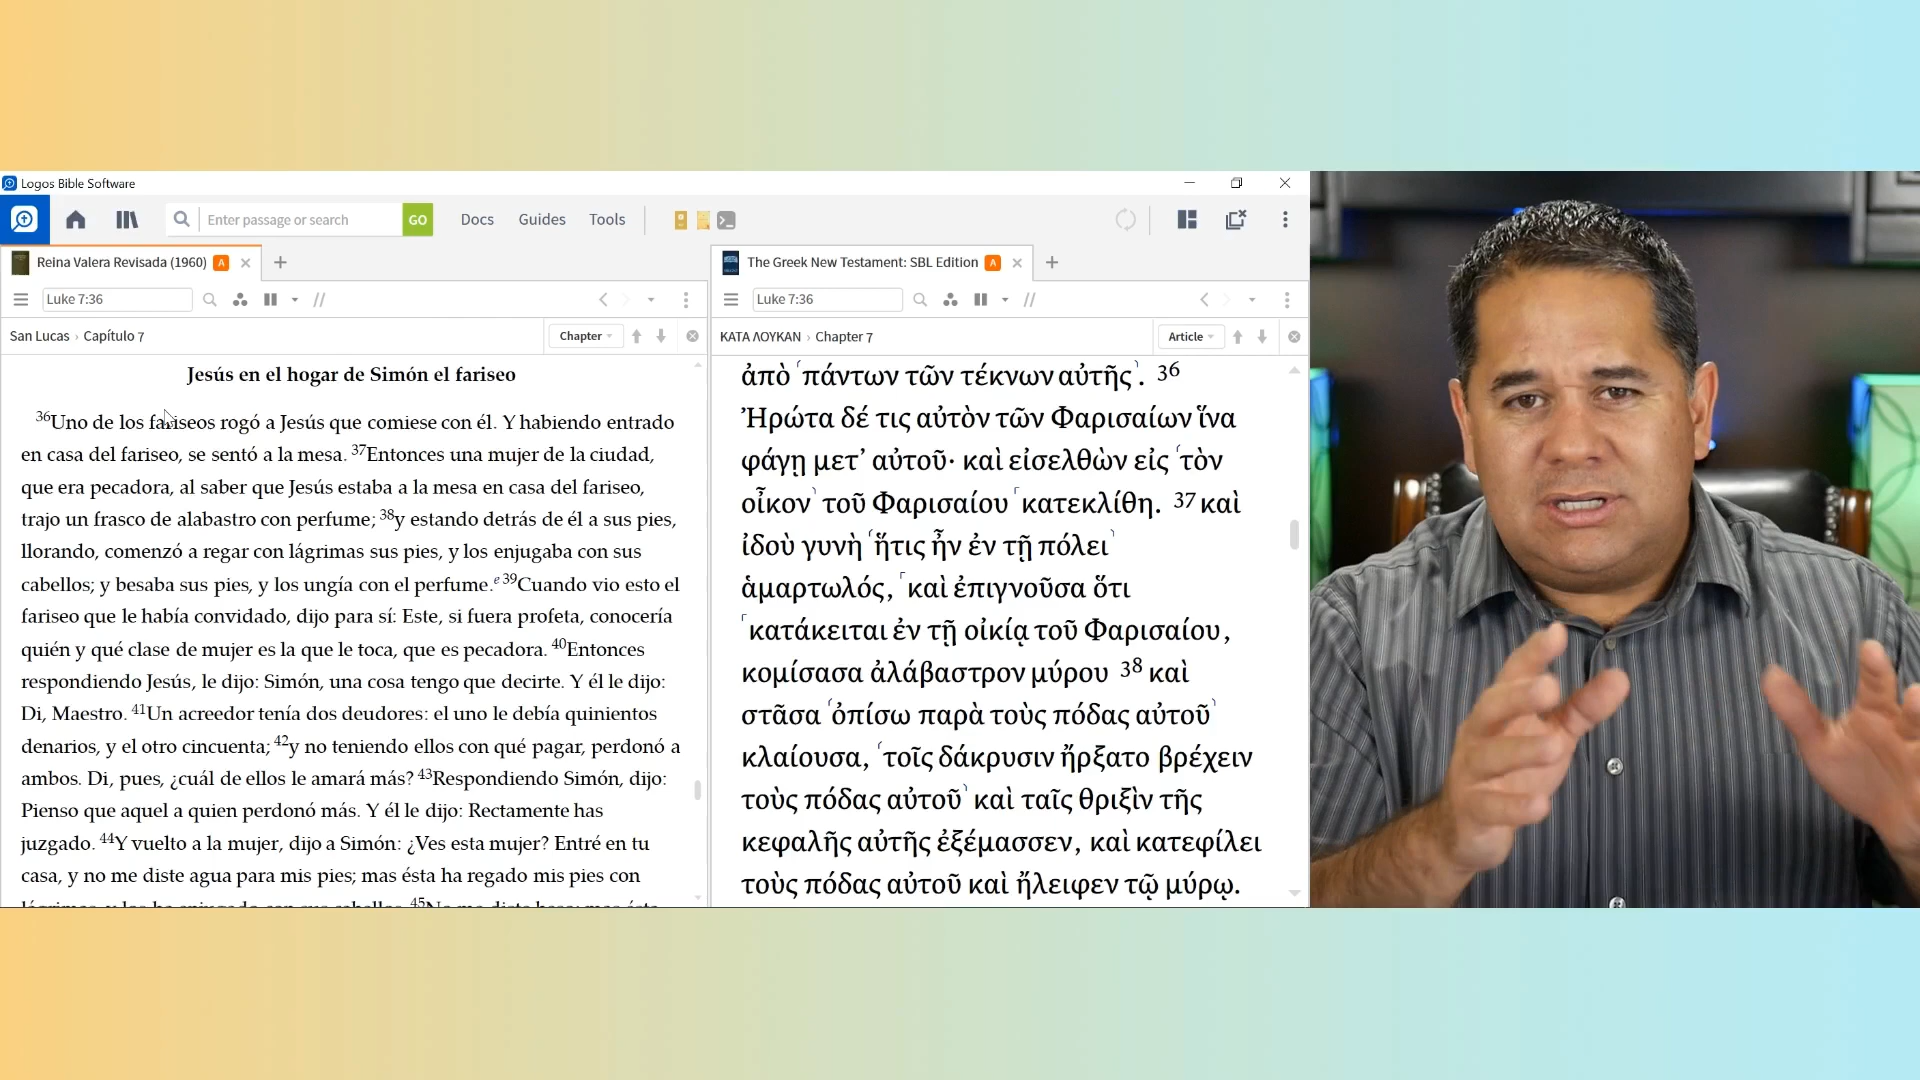 Logos Bible Software
Enter passage or search GO Docs Guides Tools
Reina Valera Revisada (1960) A
Luke 7:36
San Lucas › Capítulo 7 Chapter
Jesús en el hogar de Simón el fariseo
36Uno de los fariseos rogó a Jesús que comiese con él. Y habiendo entrado
en casa del fariseo, se sentó a la mesa. 37Entonces una mujer de la ciudad,
que era pecadora, al saber que Jesús estaba a la mesa en casa del fariseo,
trajo un frasco de alabastro con perfume; 38y estando detrás de él a sus pies,
llorando, comenzó a regar con lágrimas sus pies, y los enjugaba con sus
cabellos; y besaba sus pies, y los ungía con el perfume.e 39Cuando vio esto el
fariseo que le había convidado, dijo para sí: Este, si fuera profeta, conocería
quién y qué clase de mujer es la que le toca, que es pecadora. 40Entonces
respondiendo Jesús, le dijo: Simón, una cosa tengo que decirte. Y él le dijo:
Di, Maestro. 41Un acreedor tenía dos deudores: el uno le debía quinientos
denarios, y el otro cincuenta; 42y no teniendo ellos con qué pagar, perdonó a
ambos. Di, pues, ¿cuál de ellos le amará más? 43Respondiendo Simón, dijo:
Pienso que aquel a quien perdonó más. Y él le dijo: Rectamente has
juzgado. 44Y vuelto a la mujer, dijo a Simón: ¿Ves esta mujer? Entré en tu
casa, y no me diste agua para mis pies; mas ésta ha regado mis pies con
The Greek New Testament: SBL Edition A
Luke 7:36
ΚΑΤΑ ΛΟΥΚΑΝ › Chapter 7 Article
ἀπὸ ⸂πάντων τῶν τέκνων αὐτῆς⸃. 36
Ἠρώτα δέ τις αὐτὸν τῶν Φαρισαίων ἵνα
φάγῃ μετ’ αὐτοῦ· καὶ εἰσελθὼν εἰς ⸂τὸν
οἶκον⸃ τοῦ Φαρισαίου ⸀κατεκλίθη. 37 καὶ
ἰδοὺ γυνὴ ⸂ἥτις ἦν ἐν τῇ πόλει⸃
ἁμαρτωλός, ⸀καὶ ἐπιγνοῦσα ὅτι
⸀κατάκειται ἐν τῇ οἰκίᾳ τοῦ Φαρισαίου,
κομίσασα ἀλάβαστρον μύρου 38 καὶ
στᾶσα ⸂ὀπίσω παρὰ τοὺς πόδας αὐτοῦ⸃
κλαίουσα, ⸂τοῖς δάκρυσιν ἤρξατο βρέχειν
τοὺς πόδας αὐτοῦ⸃ καὶ ταῖς θριξὶν τῆς
κεφαλῆς αὐτῆς ἐξέμασσεν, καὶ κατεφίλει
τοὺς πόδας αὐτοῦ καὶ ἤλειφεν τῷ μύρῳ.